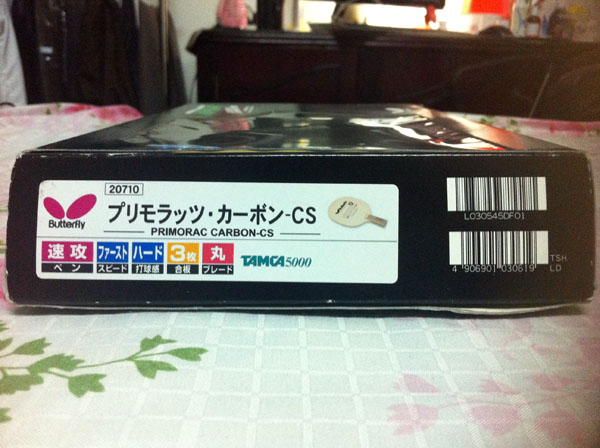 20710
Butterfly
プリモラッツ・カーボン-CS
PRIMORAC CARBON-CS
速攻 ファースト ハード 3枚 丸
ペン スピード 打球感 合板 ブレード
TAMCA5000
L030545DF01
4 906901 030619
TSH
LD